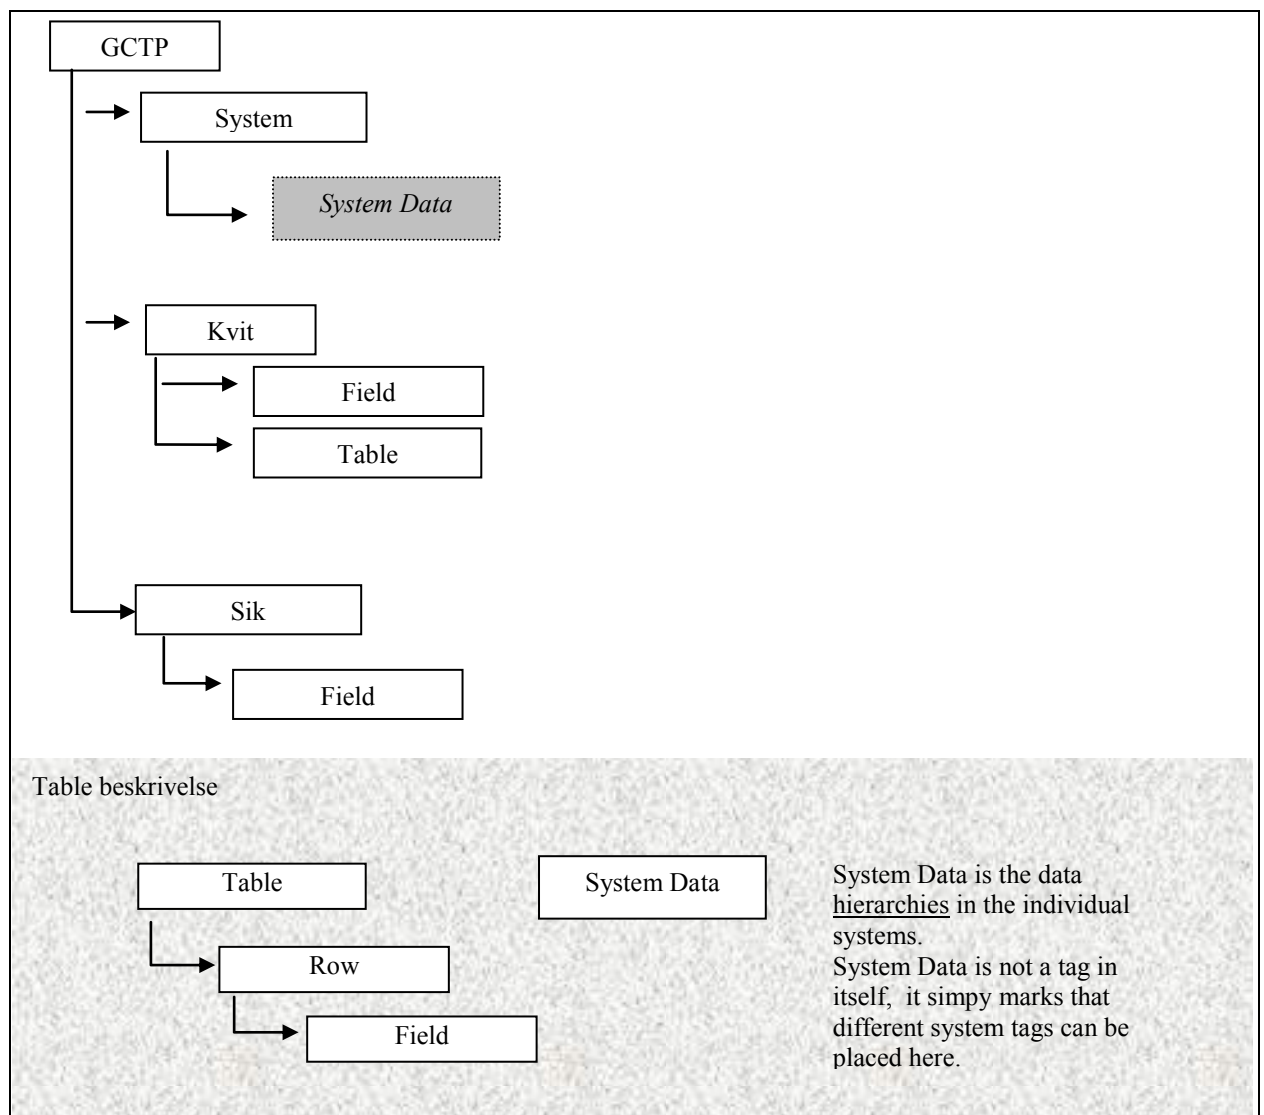 GCTP
System
System Data
Kvit
Field
Table
Sik
Field
Table beskrivelse
Table
System Data
Row
Field
System Data is the data
hierarchies in the individual
systems.
System Data is not a tag in
itself, it simpy marks that
different system tags can be
placed here.